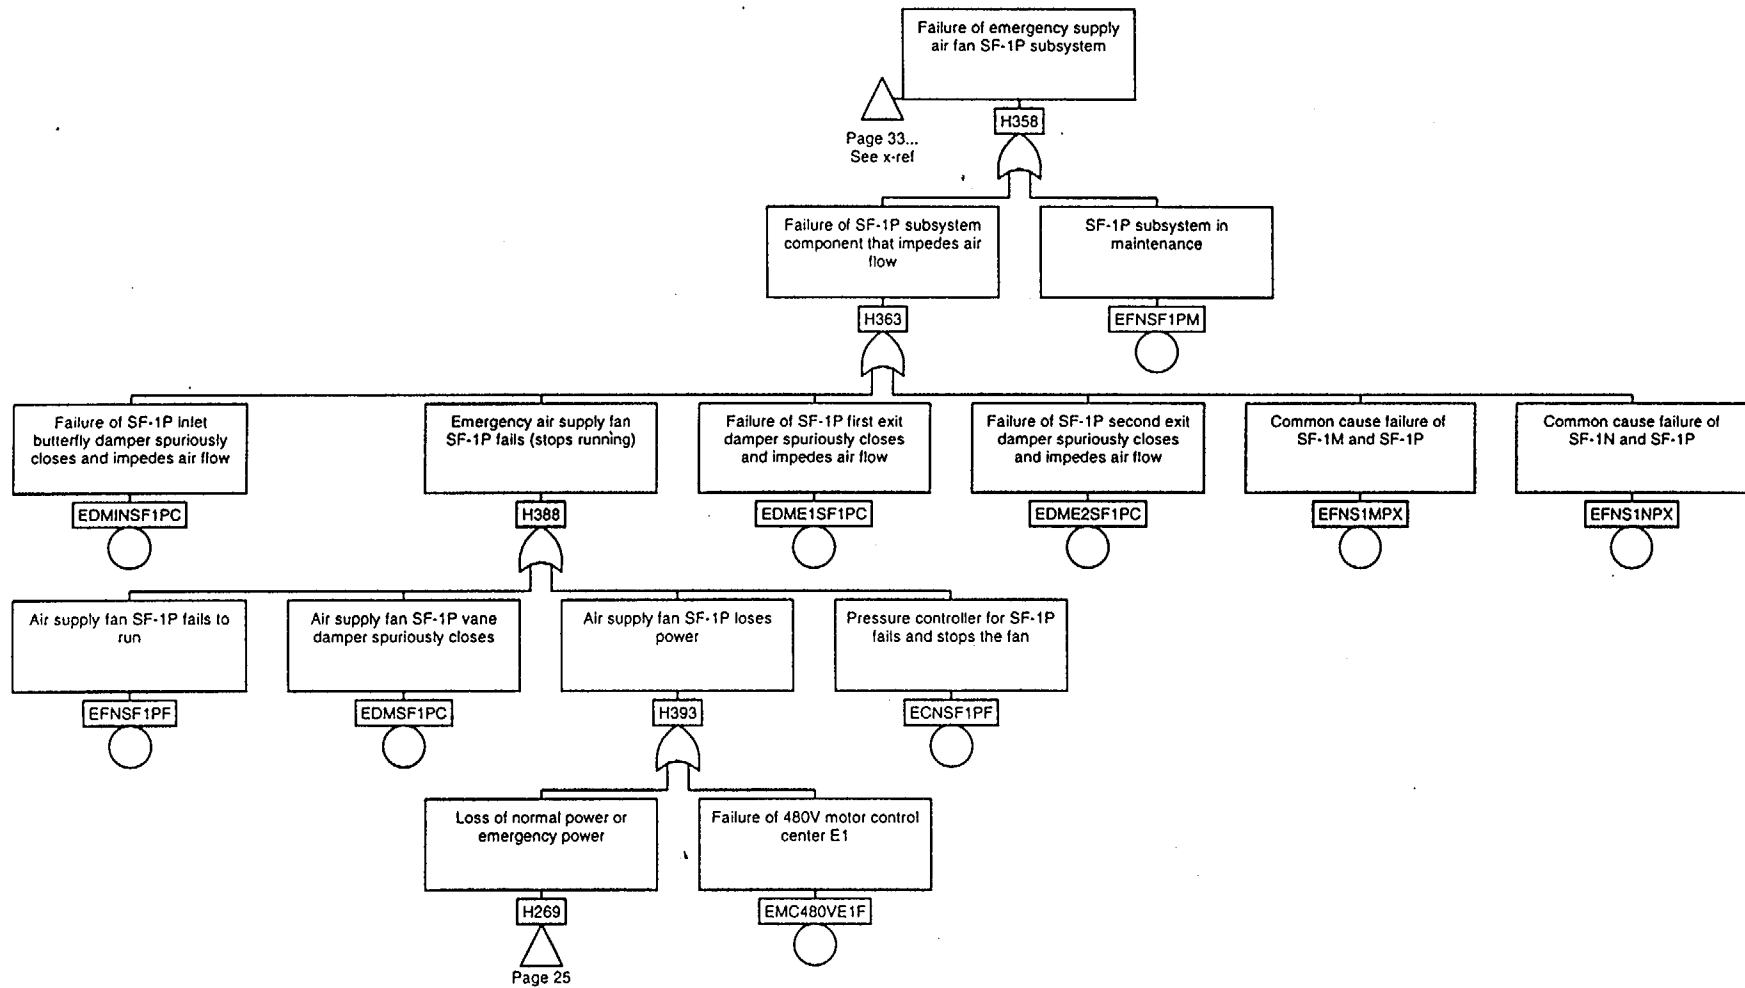 Failure of emergency supply
air fan SF-1P subsystem
Page 33...
See x-ref
H358
Failure of SF-1P subsystem
component that impedes air
flow
H363
SF-1P subsystem in
maintenance
EFNSF1PM
Failure of SF-1P Inlet
butterfly damper spuriously
closes and impedes air flow
EDMINSF1PC
Emergency air supply fan
SF-1P fails (stops running)
H388
Failure of SF-1P first exit
damper spuriously closes
and impedes air flow
EDME1SF1PC
Failure of SF-1P second exit
damper spuriously closes
and impedes air flow
EDME2SF1PC
Common cause failure of
SF-1M and SF-1P
EFNS1MPX
Common cause failure of
SF-1N and SF-1P
EFNS1NPX
Air supply fan SF-1P fails to
run
EFNSF1PF
Air supply fan SF-1P vane
damper spuriously closes
EDMSF1PC
Air supply fan SF-1P loses
power
H393
Pressure controller for SF-1P
fails and stops the fan
ECNSF1PF
Loss of normal power or
emergency power
H269
Page 25
Failure of 480V motor control
center E1
EMC480VE1F